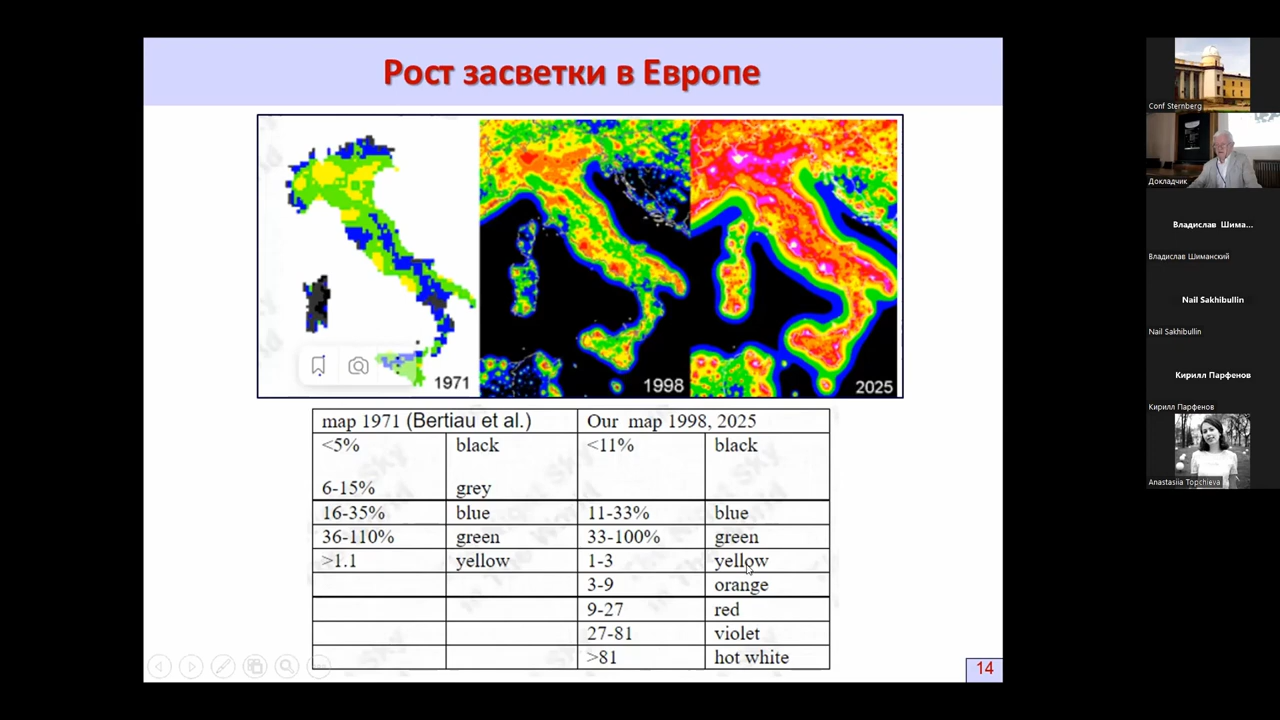 Рост засветки в Европе
1971
1998
2025
map 1971 (Bertiau et al.)
Our map 1998, 2025
<5%
black
<11%
black
6-15%
grey
16-35%
blue
11-33%
blue
36-110%
green
33-100%
green
>1.1
yellow
1-3
yellow
3-9
orange
9-27
red
27-81
violet
>81
hot white
14
Conf Sternberg
Докладчик
Владислав Шима...
Владислав Шиманский
Nail Sakhibullin
Nail Sakhibullin
Кирилл Парфенов
Кирилл Парфенов
Anastasiia Topchieva